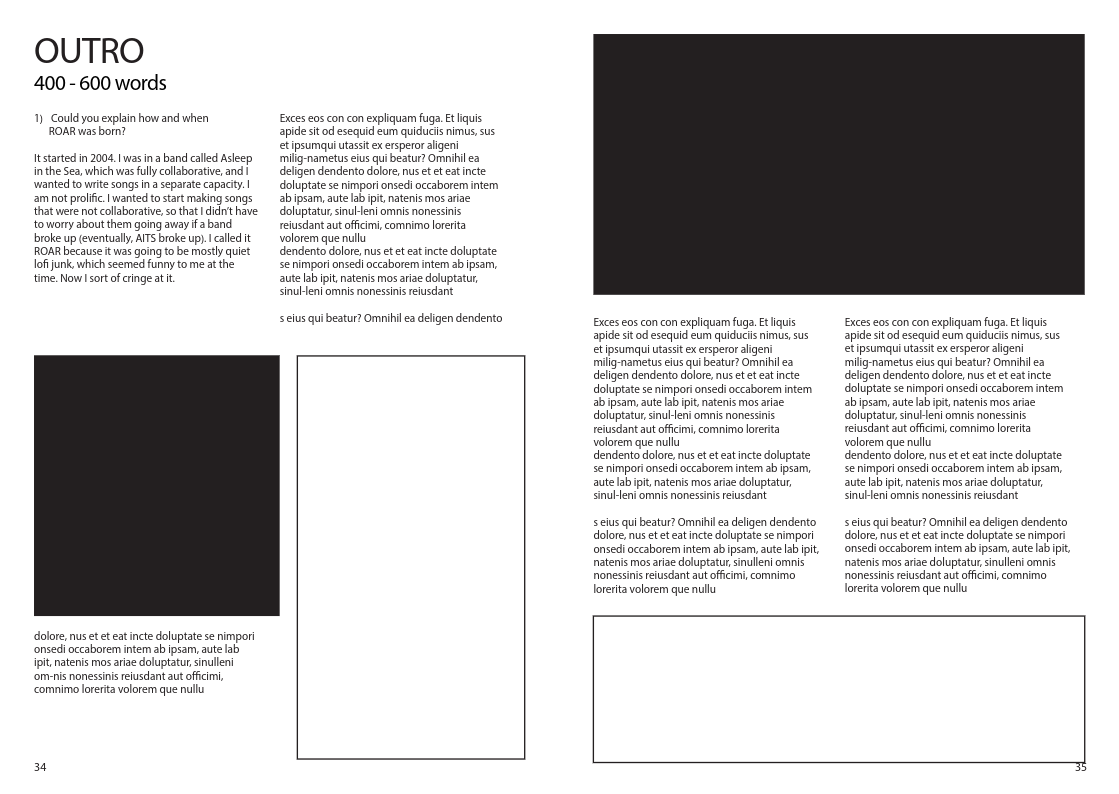 OUTRO
400 - 600 words
1) Could you explain how and when
ROAR was born?
It started in 2004. I was in a band called Asleep
in the Sea, which was fully collaborative, and I
wanted to write songs in a separate capacity. I
am not prolific. I wanted to start making songs
that were not collaborative, so that I didn't have
to worry about them going away if a band
broke up (eventually, AITS broke up). I called it
ROAR because it was going to be mostly quiet
lofi junk, which seemed funny to me at the
time. Now I sort of cringe at it.
Exces eos con con expliquam fuga. Et liquis
apide sit od esequid eum quiduciis nimus, sus
et ipsumqui utassit ex ersperor aligeni
milig-nametus eius qui beatur? Omnihil ea
deligen dendento dolore, nus et et eat incte
doluptate se nimpori onsedi occaborem intem
ab ipsam, aute lab ipit, natenis mos ariae
doluptatur, sinul-leni omnis nonessinis
reiusdant aut officimi, comnimo lorerita
volorem que nullu
dendento dolore, nus et et eat incte doluptate
se nimpori onsedi occaborem intem ab ipsam,
aute lab ipit, natenis mos ariae doluptatur,
sinul-leni omnis nonessinis reiusdant
s eius qui beatur? Omnihil ea deligen dendento
dolore, nus et et eat incte doluptate se nimpori
onsedi occaborem intem ab ipsam, aute lab
ipit, natenis mos ariae doluptatur, sinulleni
om-nis nonessinis reiusdant aut officimi,
comnimo lorerita volorem que nullu
34
Exces eos con con expliquam fuga. Et liquis
apide sit od esequid eum quiduciis nimus, sus
et ipsumqui utassit ex ersperor aligeni
milig-nametus eius qui beatur? Omnihil ea
deligen dendento dolore, nus et et eat incte
doluptate se nimpori onsedi occaborem intem
ab ipsam, aute lab ipit, natenis mos ariae
doluptatur, sinul-leni omnis nonessinis
reiusdant aut officimi, comnimo lorerita
volorem que nullu
dendento dolore, nus et et eat incte doluptate
se nimpori onsedi occaborem intem ab ipsam,
aute lab ipit, natenis mos ariae doluptatur,
sinul-leni omnis nonessinis reiusdant
s eius qui beatur? Omnihil ea deligen dendento
dolore, nus et et eat incte doluptate se nimpori
onsedi occaborem intem ab ipsam, aute lab ipit,
natenis mos ariae doluptatur, sinulleni omnis
nonessinis reiusdant aut officimi, comnimo
lorerita volorem que nullu
Exces eos con con expliquam fuga. Et liquis
apide sit od esequid eum quiduciis nimus, sus
et ipsumqui utassit ex ersperor aligeni
milig-nametus eius qui beatur? Omnihil ea
deligen dendento dolore, nus et et eat incte
doluptate se nimpori onsedi occaborem intem
ab ipsam, aute lab ipit, natenis mos ariae
doluptatur, sinul-leni omnis nonessinis
reiusdant aut officimi, comnimo lorerita
volorem que nullu
dendento dolore, nus et et eat incte doluptate
se nimpori onsedi occaborem intem ab ipsam,
aute lab ipit, natenis mos ariae doluptatur,
sinul-leni omnis nonessinis reiusdant
s eius qui beatur? Omnihil ea deligen dendento
dolore, nus et et eat incte doluptate se nimpori
onsedi occaborem intem ab ipsam, aute lab ipit,
natenis mos ariae doluptatur, sinulleni omnis
nonessinis reiusdant aut officimi, comnimo
lorerita volorem que nullu
35